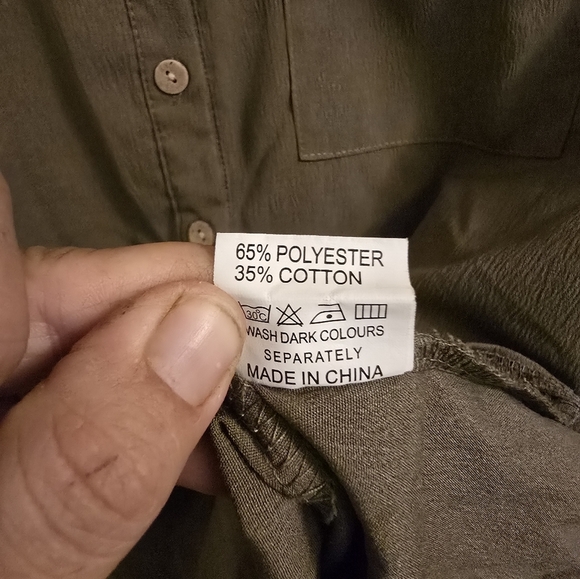 65% POLYESTER
35% COTTON
30°C
WASH DARK COLOURS
SEPARATELY
MADE IN CHINA